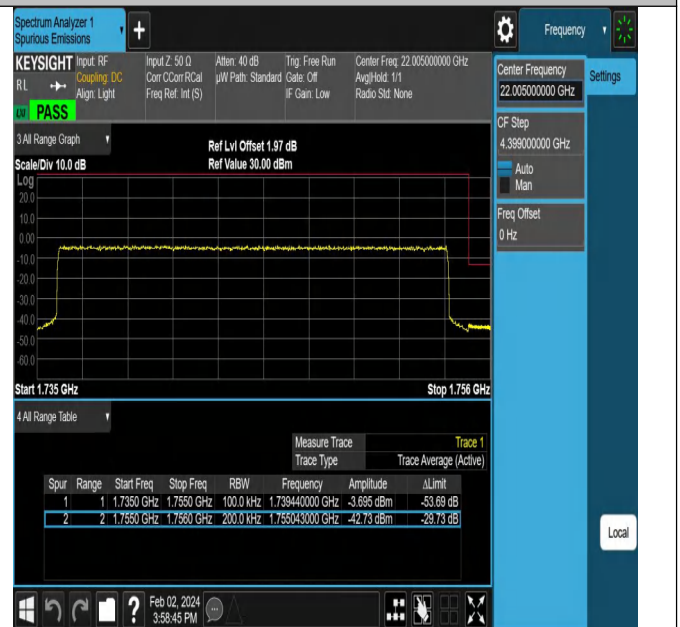 Spectrum Analyzer 1
Spurious Emissions
+
Frequency
KEYSIGHT Input: RF Input Z: 50 Ω Atten: 40 dB Trig: Free Run Center Freq: 22.005000000 GHz
RL Coupling: DC Corr CCorr RCal µW Path: Standard Gate: Off Avg|Hold: 1/1
Align: Light Freq Ref: Int (S) IF Gain: Low Radio Std: None
LXI PASS
Center Frequency
22.005000000 GHz
Settings
CF Step
4.399000000 GHz
Auto
Man
Freq Offset
0 Hz
3 All Range Graph
Ref Lvl Offset 1.97 dB
Scale/Div 10.0 dB Ref Value 30.00 dBm
Log
20.0
10.0
0.00
-10.0
-20.0
-30.0
-40.0
-50.0
-60.0
Start 1.735 GHz Stop 1.756 GHz
4 All Range Table
Measure Trace Trace 1
Trace Type Trace Average (Active)
Spur Range Start Freq Stop Freq RBW Frequency Amplitude ΔLimit
1 1 1.7350 GHz 1.7550 GHz 100.0 kHz 1.739440000 GHz -3.695 dBm -53.69 dB
2 2 1.7550 GHz 1.7560 GHz 200.0 kHz 1.755043000 GHz -42.73 dBm -29.73 dB
Local
? Feb 02, 2024
3:58:45 PM